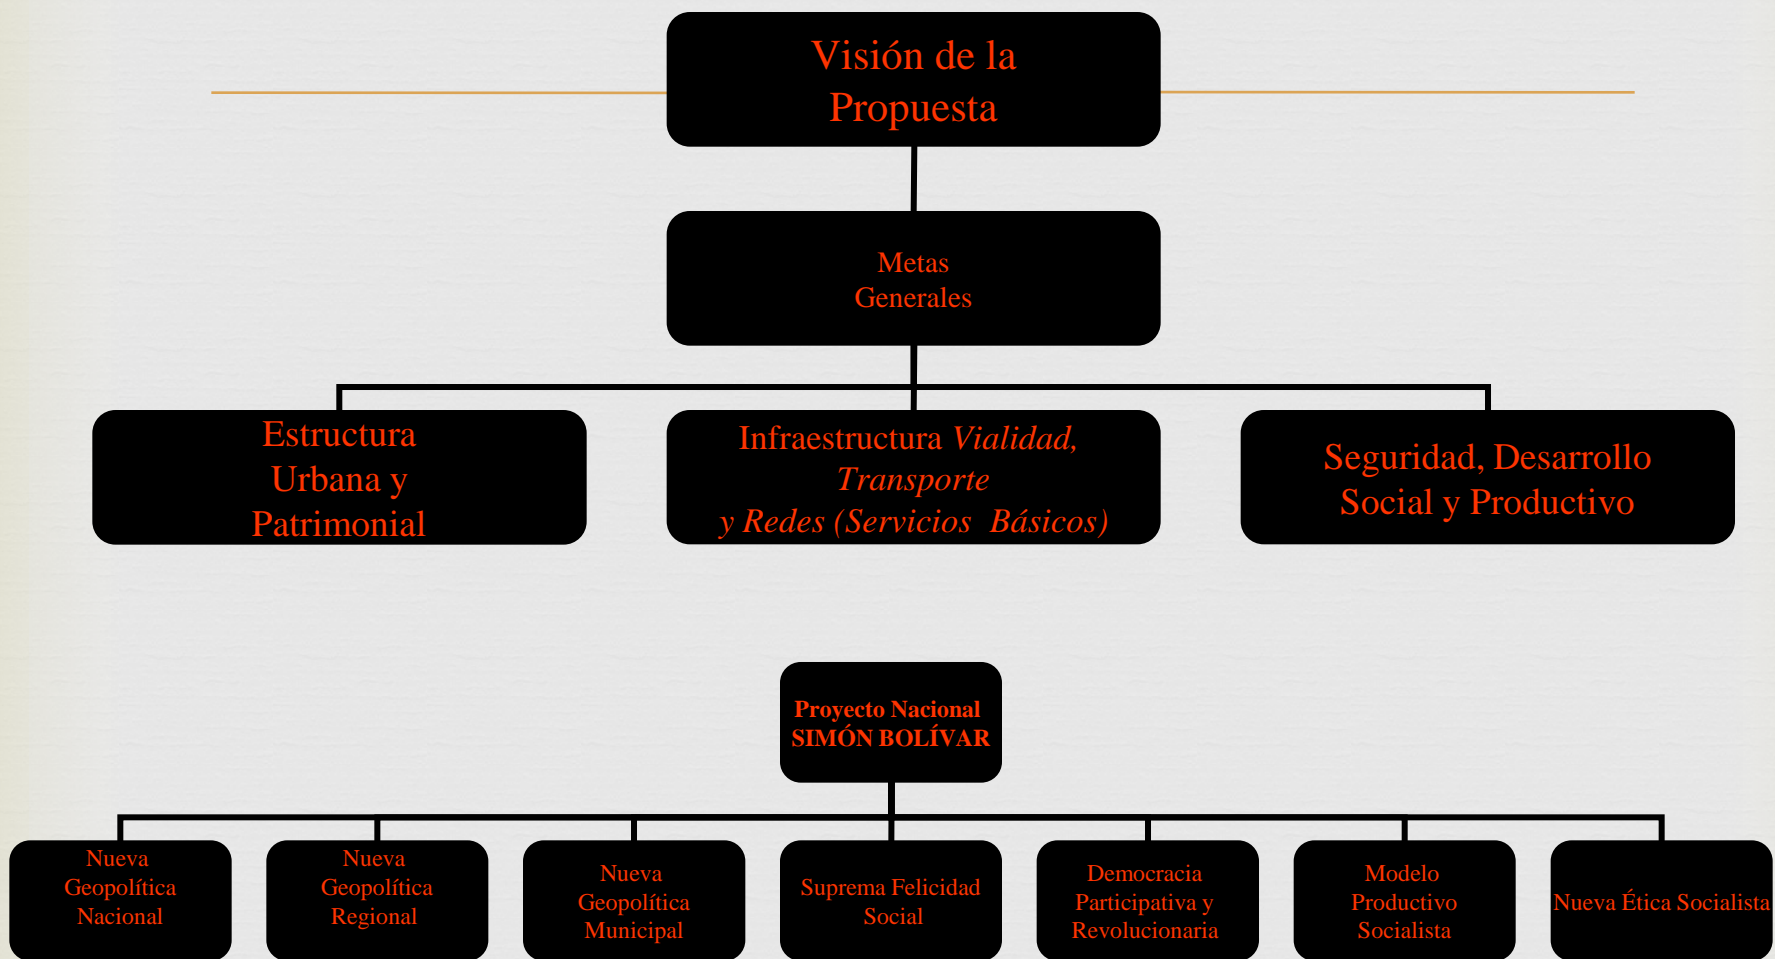 Visión de la
Propuesta
Metas
Generales
Estructura
Urbana y
Patrimonial
Infraestructura Vialidad,
Transporte
y Redes (Servicios Básicos)
Seguridad, Desarrollo
Social y Productivo
Proyecto Nacional
SIMÓN BOLÍVAR
Nueva
Geopolítica
Nacional
Nueva
Geopolítica
Regional
Nueva
Geopolítica
Municipal
Suprema Felicidad
Social
Democracia
Participativa y
Revolucionaria
Modelo
Productivo
Socialista
Nueva Ética Socialista